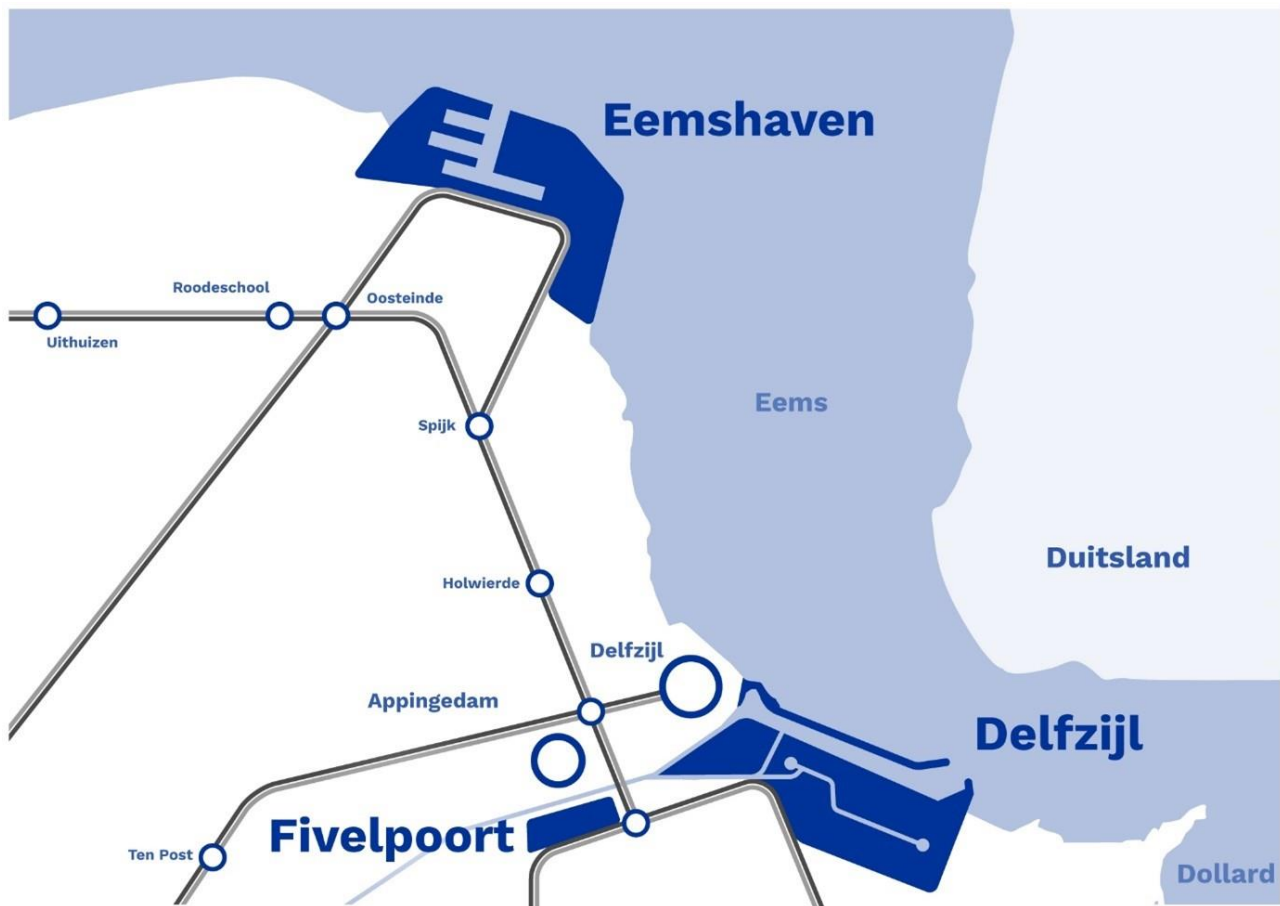 Eemshaven
Roodeschool
Oosteinde
Uithuizen
Eems
Spijk
Duitsland
Holwierde
Delfzijl
Appingedam
Delfzijl
Fivelpoort
Ten Post
Dollard